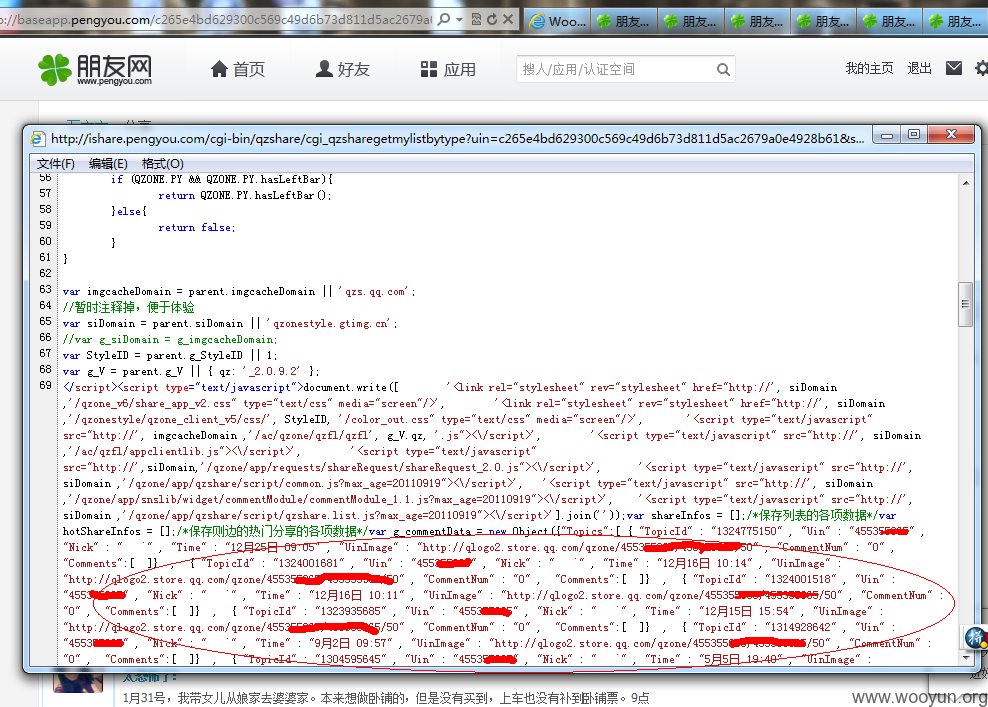 ://baseapp.pengyou.com/c265e4bd629300c569c49d6b73d811d5ac2679a
Woo... 朋友... 朋友... 朋友... 朋友... 朋友... 朋友...
朋友网 首页 好友 应用 搜人/应用/认证空间 我的主页 退出
www.pengyou.com
http://ishare.pengyou.com/cgi-bin/qzshare/cgi_qzsharegetmylistbytype?uin=c265e4bd629300c569c49d6b73d811d5ac2679a0e4928b61&s...
文件(F) 编辑(E) 格式(O)
56 if (QZONE.PY && QZONE.PY.hasLeftBar){
57 return QZONE.PY.hasLeftBar();
58 }else{
59 return false;
60 }
61 }
62
63 var imgcacheDomain = parent.imgcacheDomain || 'qzs.qq.com';
64 //暂时注释掉，便于体验
65 var siDomain = parent.siDomain || 'qzonestyle.gtimg.cn';
66 //var g_siDomain = g_imgcacheDomain;
67 var StyleID = parent.g_StyleID || 1;
68 var g_V = parent.g_V || { qz: '_2.0.9.2' };
69 </script><script type="text/javascript">document.write([ '<link rel="stylesheet" rev="stylesheet" href="http://', siDomain
,'/qzone_v6/share_app_v2.css" type="text/css" media="screen"/>', '<link rel="stylesheet" rev="stylesheet" href="http://', siDomain
,'/qzonestyle/qzone_client_v5/css/', StyleID, '/color_out.css" type="text/css" media="screen"/>', '<script type="text/javascript"
src="http://', imgcacheDomain ,'/ac/qzone/qzfl/qzfl', g_V.qz, '.js"><\/script>', '<script type="text/javascript" src="http://', siDomain
,'/ac/qzfl/appclientlib.js"><\/script>', '<script type="text/javascript"
src="http://',siDomain,'/qzone/app/requests/shareRequest/shareRequest_2.0.js"><\/script>', '<script type="text/javascript" src="http://',
siDomain ,'/qzone/app/qzshare/script/common.js?max_age=20110919"><\/script>', '<script type="text/javascript" src="http://', siDomain
,'/qzone/app/snslib/widget/commentModule/commentModule_1.1.js?max_age=20110919"><\/script>', '<script type="text/javascript" src="http://',
siDomain ,'/qzone/app/qzshare/script/share.list.js?max_age=20110919"><\/script>'].join(''));var shareInfos = [];/*保存列表的各项数据*/var
hotShareInfos = [];/*保存则边的热门分享的各项数据*/var g_commentData = new Object({"Topics":[ { "TopicId" : "1324775150" , "Uin" : "455355
"Nick" : " " , "Time" : "12月25日 09:05" , "UinImage" : "http://qlogo2.store.qq.com/qzone/455355 /50" , "CommentNum" : "0" ,
"Comments":[ ]} , { "TopicId" : "1324001681" , "Uin" : "455 " , "Nick" : " " , "Time" : "12月16日 10:14" , "UinImage" :
"http://qlogo2.store.qq.com/qzone/455355 /50" , "CommentNum" : "0" , "Comments":[ ]} , { "TopicId" : "1324001518" , "Uin" :
"455 " , "Nick" : " " , "Time" : "12月16日 10:11" , "UinImage" : "http://qlogo2.store.qq.com/qzone/455355 /50" , "CommentNum" :
"0" , "Comments":[ ]} , { "TopicId" : "1323935685" , "Uin" : "455 " , "Nick" : " " , "Time" : "12月15日 15:54" , "UinImage" :
"http://qlogo2.store.qq.com/qzone/455355 /50" , "CommentNum" : "0" , "Comments":[ ]} , { "TopicId" : "1314928642" , "Uin" :
"455 " , "Nick" : " " , "Time" : "9月2日 09:57" , "UinImage" : "http://qlogo2.store.qq.com/qzone/455355 /50" , "CommentNum" :
"0" , "Comments":[ ]} , { "TopicId" : "1304595645" , "Uin" : "455 " , "Nick" : " " , "Time" : "5月5日 19:40" , "UinImage" :
太恐怖了！
1月31号，我带女儿从娘家去婆婆家。本来想做卧铺的，但是没有买到，上车也没有补到卧铺票。9点
www.wooyun.org